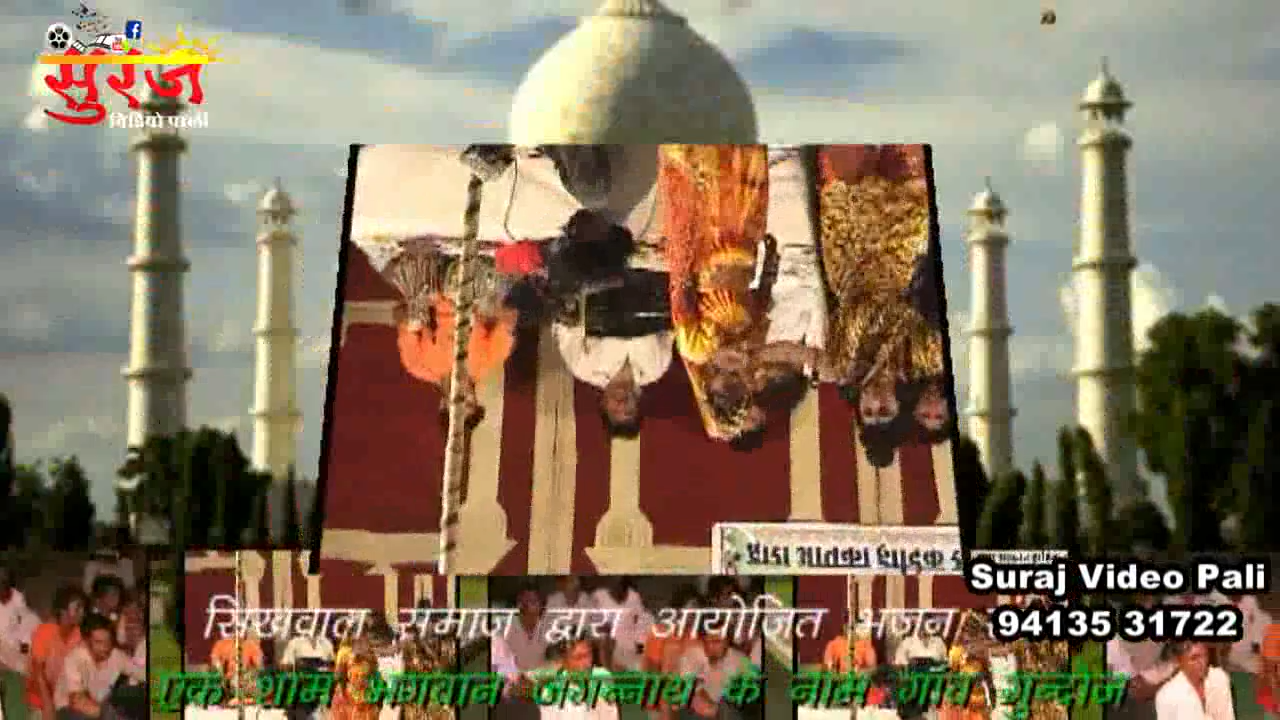 सुरज
विडियो पाली
Suraj Video Pali
94135 31722
सिखवाल समाज द्वारा आयोजित भजन
एक शाम भगवान जगन्नाथ के नाम गाँव गुन्दोज